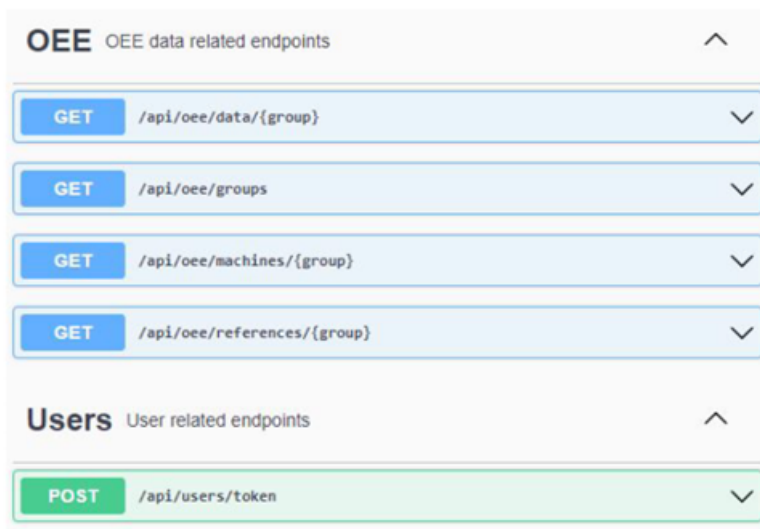 OEE OEE data related endpoints
GET /api/oee/data/{group}
GET /api/oee/groups
GET /api/oee/machines/{group}
GET /api/oee/references/{group}
Users User related endpoints
POST /api/users/token